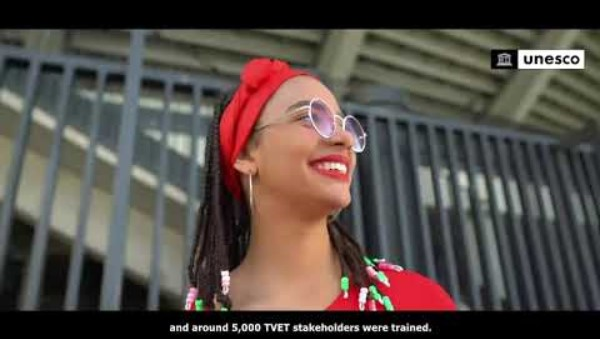 unesco
and around 5,000 TVET stakeholders were trained.